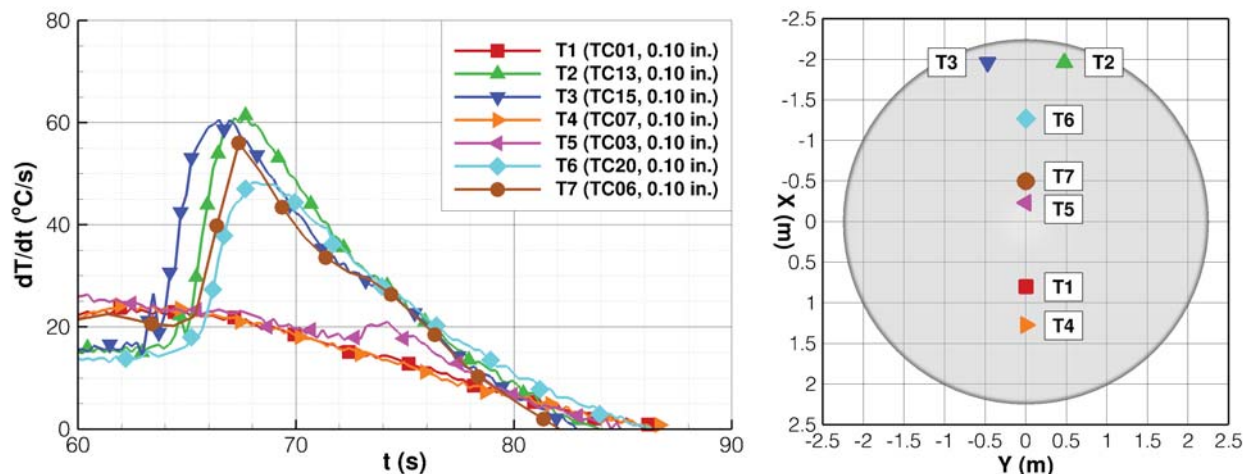 80
60
40
20
0
60
70
80
90
dT/dt (°C/s)
t (s)
T1 (TC01, 0.10 in.)
T2 (TC13, 0.10 in.)
T3 (TC15, 0.10 in.)
T4 (TC07, 0.10 in.)
T5 (TC03, 0.10 in.)
T6 (TC20, 0.10 in.)
T7 (TC06, 0.10 in.)
-2.5
-2
-1.5
-1
-0.5
0
0.5
1
1.5
2
2.5
X (m)
T3
T2
T6
T7
T5
T1
T4
-2.5 -2 -1.5 -1 -0.5 0 0.5 1 1.5 2 2.5
Y (m)